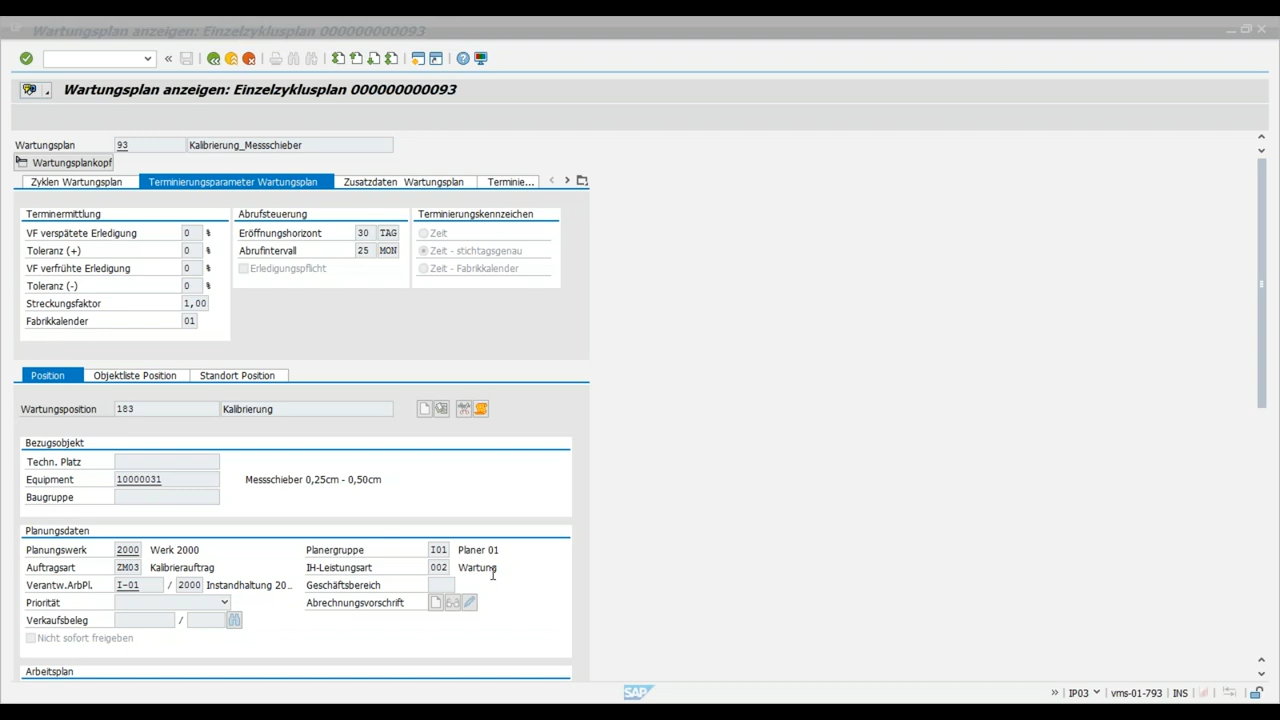 Wartungsplan anzeigen: Einzelzyklusplan 000000000093
Wartungsplan anzeigen: Einzelzyklusplan 000000000093
Wartungsplan 93 Kalibrierung_Messschieber
Wartungsplankopf
Zyklen Wartungsplan Terminierungsparameter Wartungsplan Zusatzdaten Wartungsplan Terminie...
Terminermittlung Abrufsteuerung Terminierungskennzeichen
VF verspätete Erledigung 0 % Eröffnungshorizont 30 TAG Zeit
Toleranz (+) 0 % Abrufintervall 25 MON Zeit - stichtagsgenau
VF verfrühte Erledigung 0 % Erledigungspflicht Zeit - Fabrikkalender
Toleranz (-) 0 %
Streckungsfaktor 1,00
Fabrikkalender 01
Position Objektliste Position Standort Position
Wartungsposition 183 Kalibrierung
Bezugsobjekt
Techn. Platz
Equipment 10000031 Messschieber 0,25cm - 0,50cm
Baugruppe
Planungsdaten
Planungswerk 2000 Werk 2000 Planergruppe I01 Planer 01
Auftragsart ZM03 Kalibrierauftrag IH-Leistungsart 002 Wartung
Verantw.ArbPl. I-01 / 2000 Instandhaltung 20.. Geschäftsbereich
Priorität Abrechnungsvorschrift
Verkaufsbeleg /
Nicht sofort freigeben
Arbeitsplan
SAP IP03 vms-01-793 INS